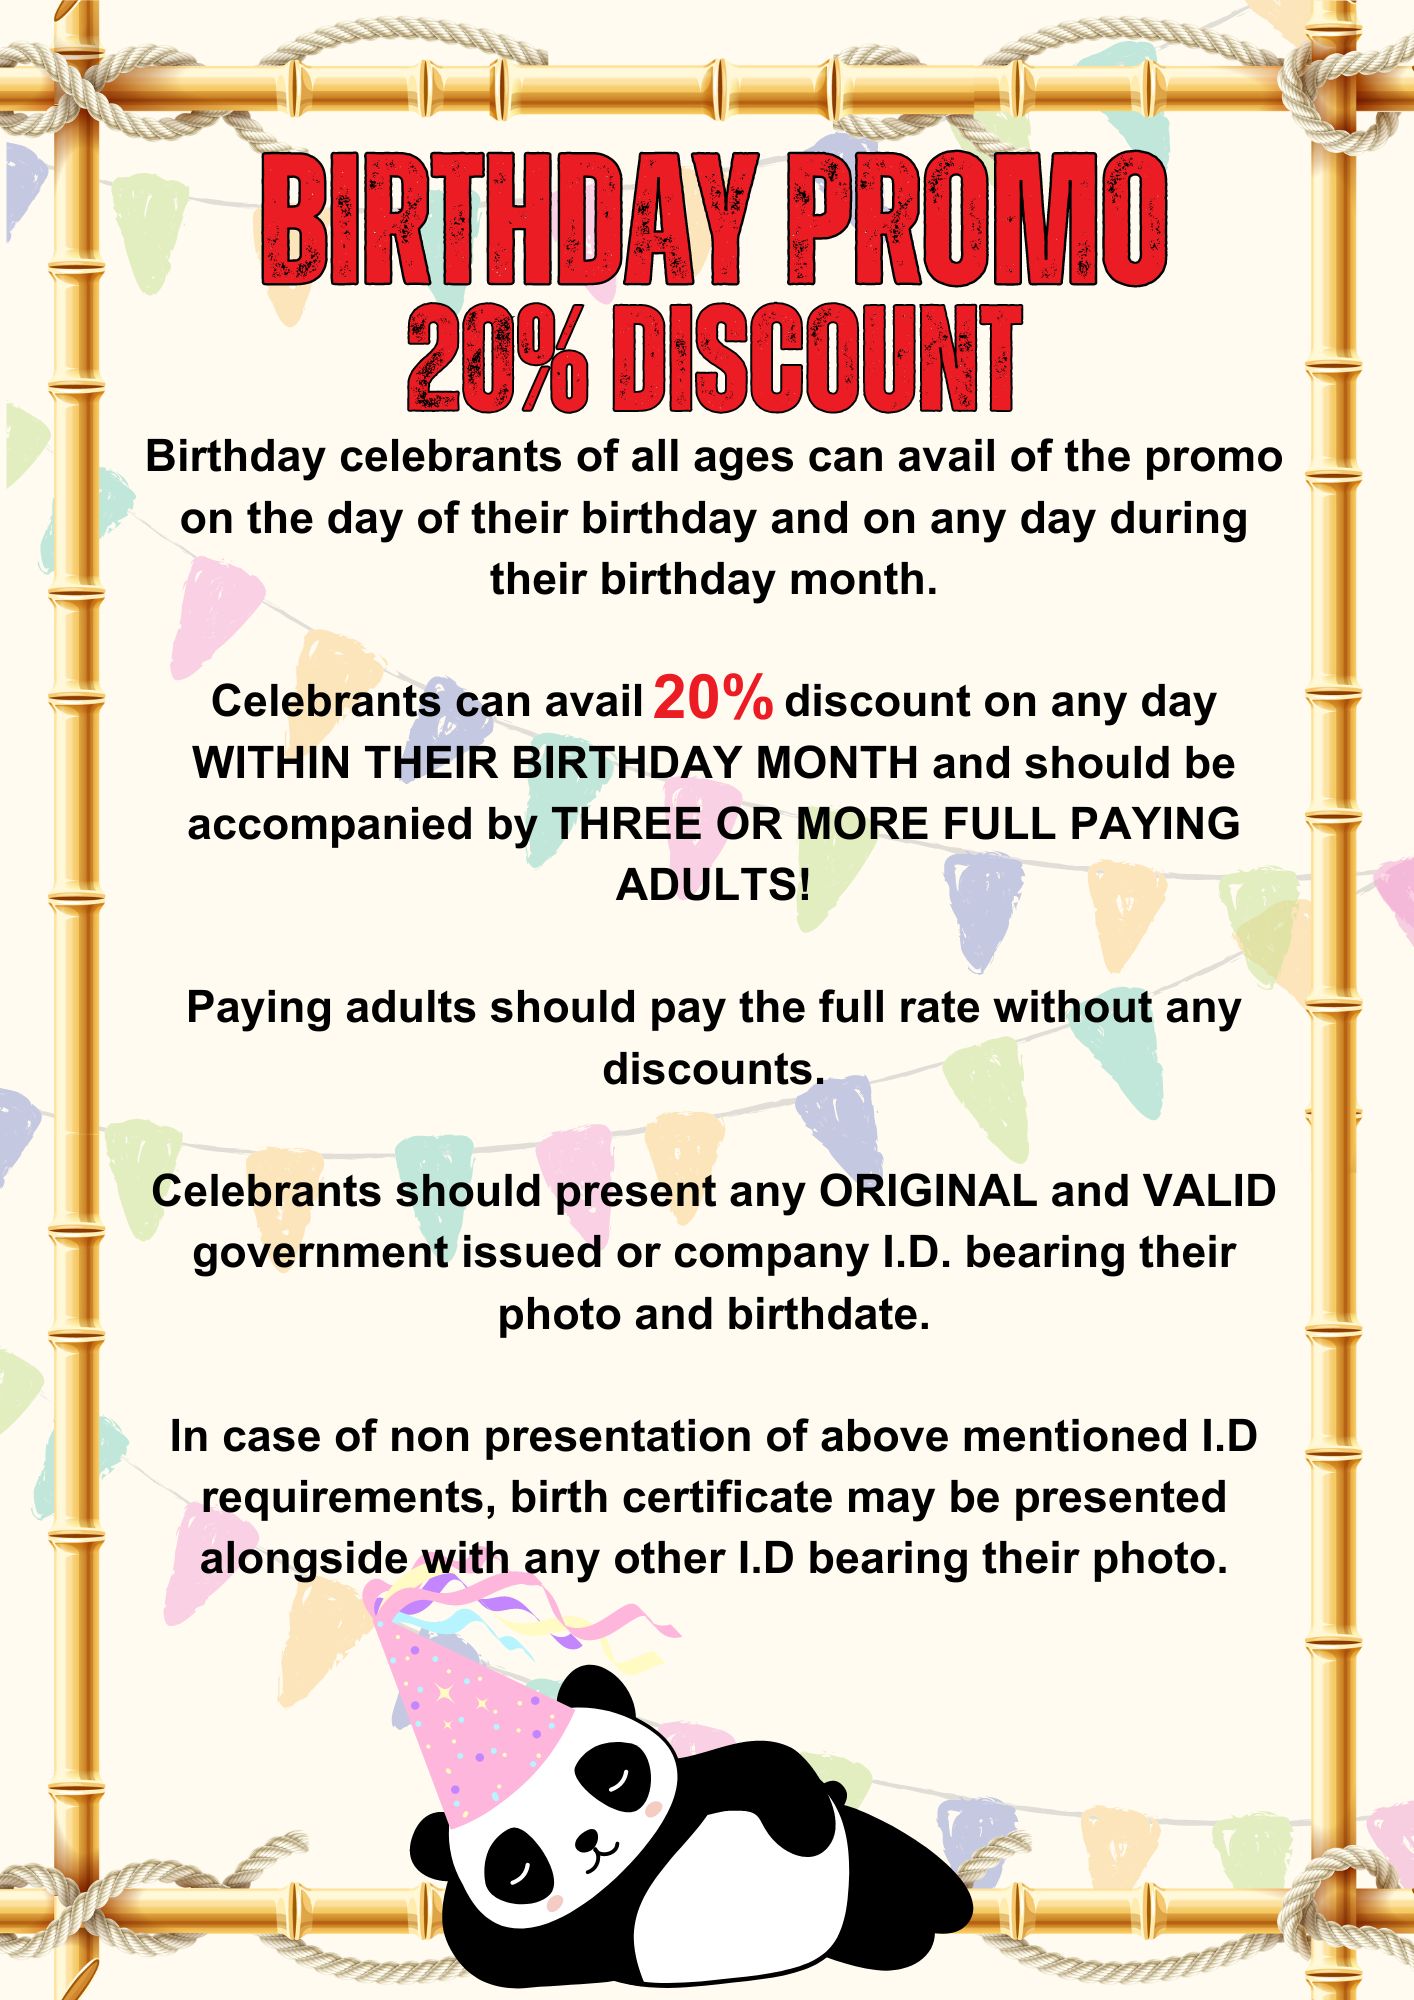 BIRTHDAY PROMO
20% DISCOUNT
Birthday celebrants of all ages can avail of the promo
on the day of their birthday and on any day during
their birthday month.
Celebrants can avail 20% discount on any day
WITHIN THEIR BIRTHDAY MONTH and should be
accompanied by THREE OR MORE FULL PAYING
ADULTS!
Paying adults should pay the full rate without any
discounts.
Celebrants should present any ORIGINAL and VALID
government issued or company I.D. bearing their
photo and birthdate.
In case of non presentation of above mentioned I.D
requirements, birth certificate may be presented
alongside with any other I.D bearing their photo.